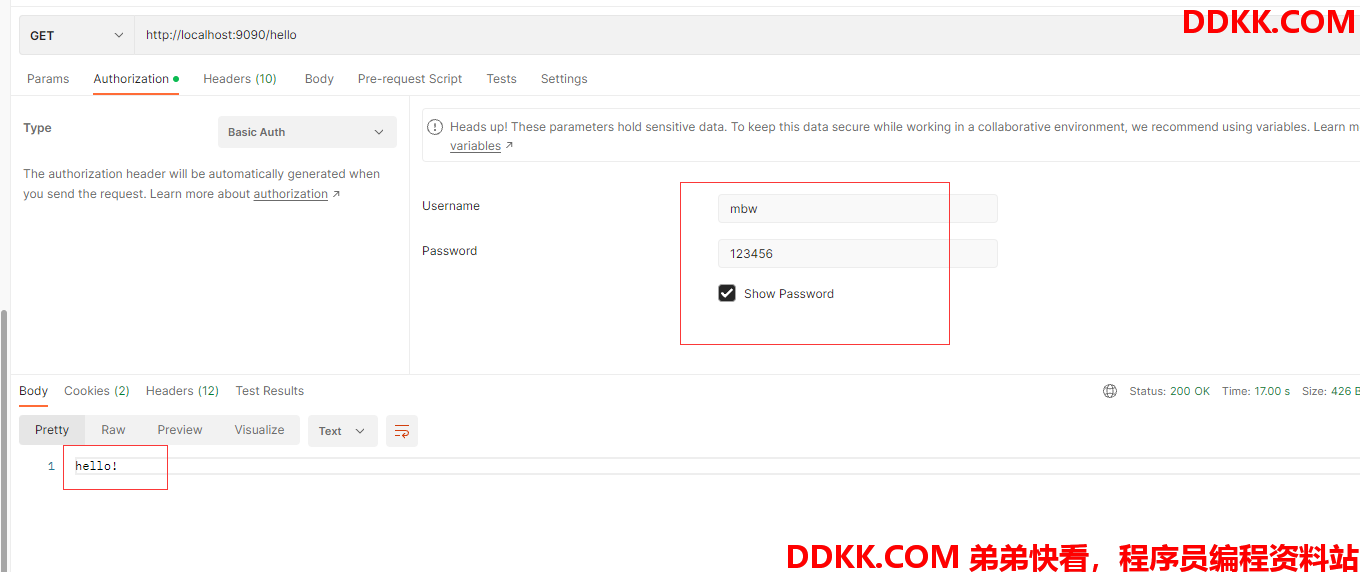 DDKK.COM
GET
http://localhost:9090/hello
Params
Authorization
Headers (10)
Body
Pre-request Script
Tests
Settings
Type
Basic Auth
The authorization header will be automatically generated when
you send the request. Learn more about authorization ↗
Heads up! These parameters hold sensitive data. To keep this data secure while working in a collaborative environment, we recommend using variables. Learn m
variables ↗
Username
mbw
Password
123456
Show Password
Body
Cookies (2)
Headers (12)
Test Results
Status: 200 OK
Time: 17.00 s
Size: 426 B
Pretty
Raw
Preview
Visualize
Text
1
hello!
DDKK.COM 弟弟快看，程序员编程资料站